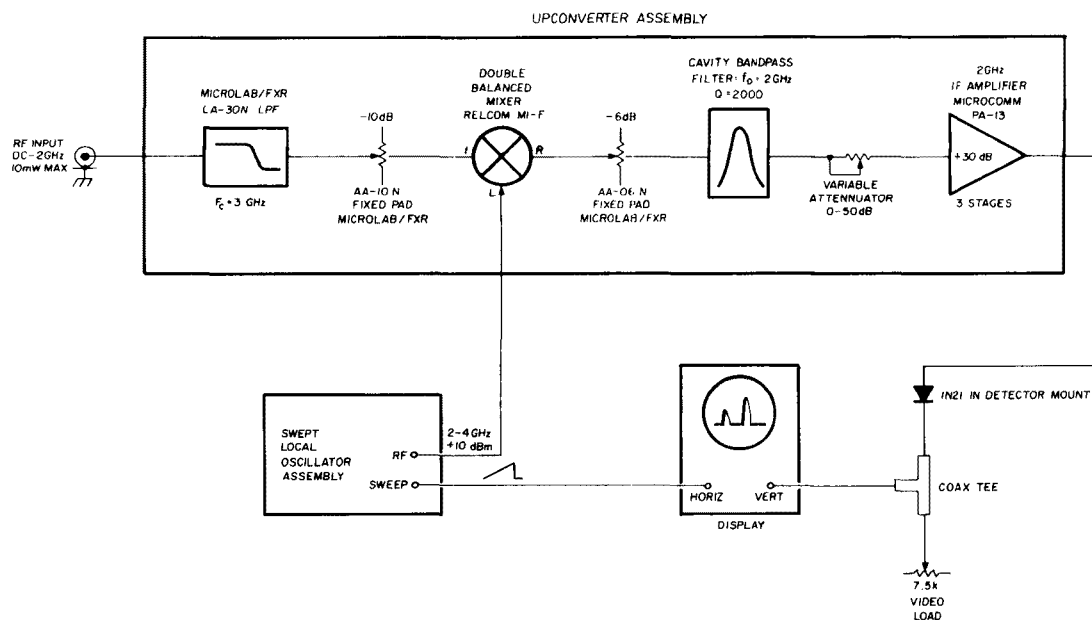 UPCONVERTER ASSEMBLY
RF INPUT
DC-2GHz
10mW MAX
MICROLAB/FXR
LA-30N LPF
Fc = 3 GHz
-10dB
AA-10 N
FIXED PAD
MICROLAB/FXR
DOUBLE
BALANCED
MIXER
RELCOM MI-F
I
R
L
-6dB
AA-06 N
FIXED PAD
MICROLAB/FXR
CAVITY BANDPASS
FILTER: fo = 2GHz
Q = 2000
VARIABLE
ATTENNUATOR
0-50dB
2GHz
IF AMPLIFIER
MICROCOMM
PA-13
+30 dB
3 STAGES
SWEPT
LOCAL
OSCILLATOR
ASSEMBLY
RF
SWEEP
2-4GHz
+10 dBm
HORIZ
VERT
DISPLAY
1N21 IN DETECTOR MOUNT
COAX TEE
7.5k
VIDEO
LOAD